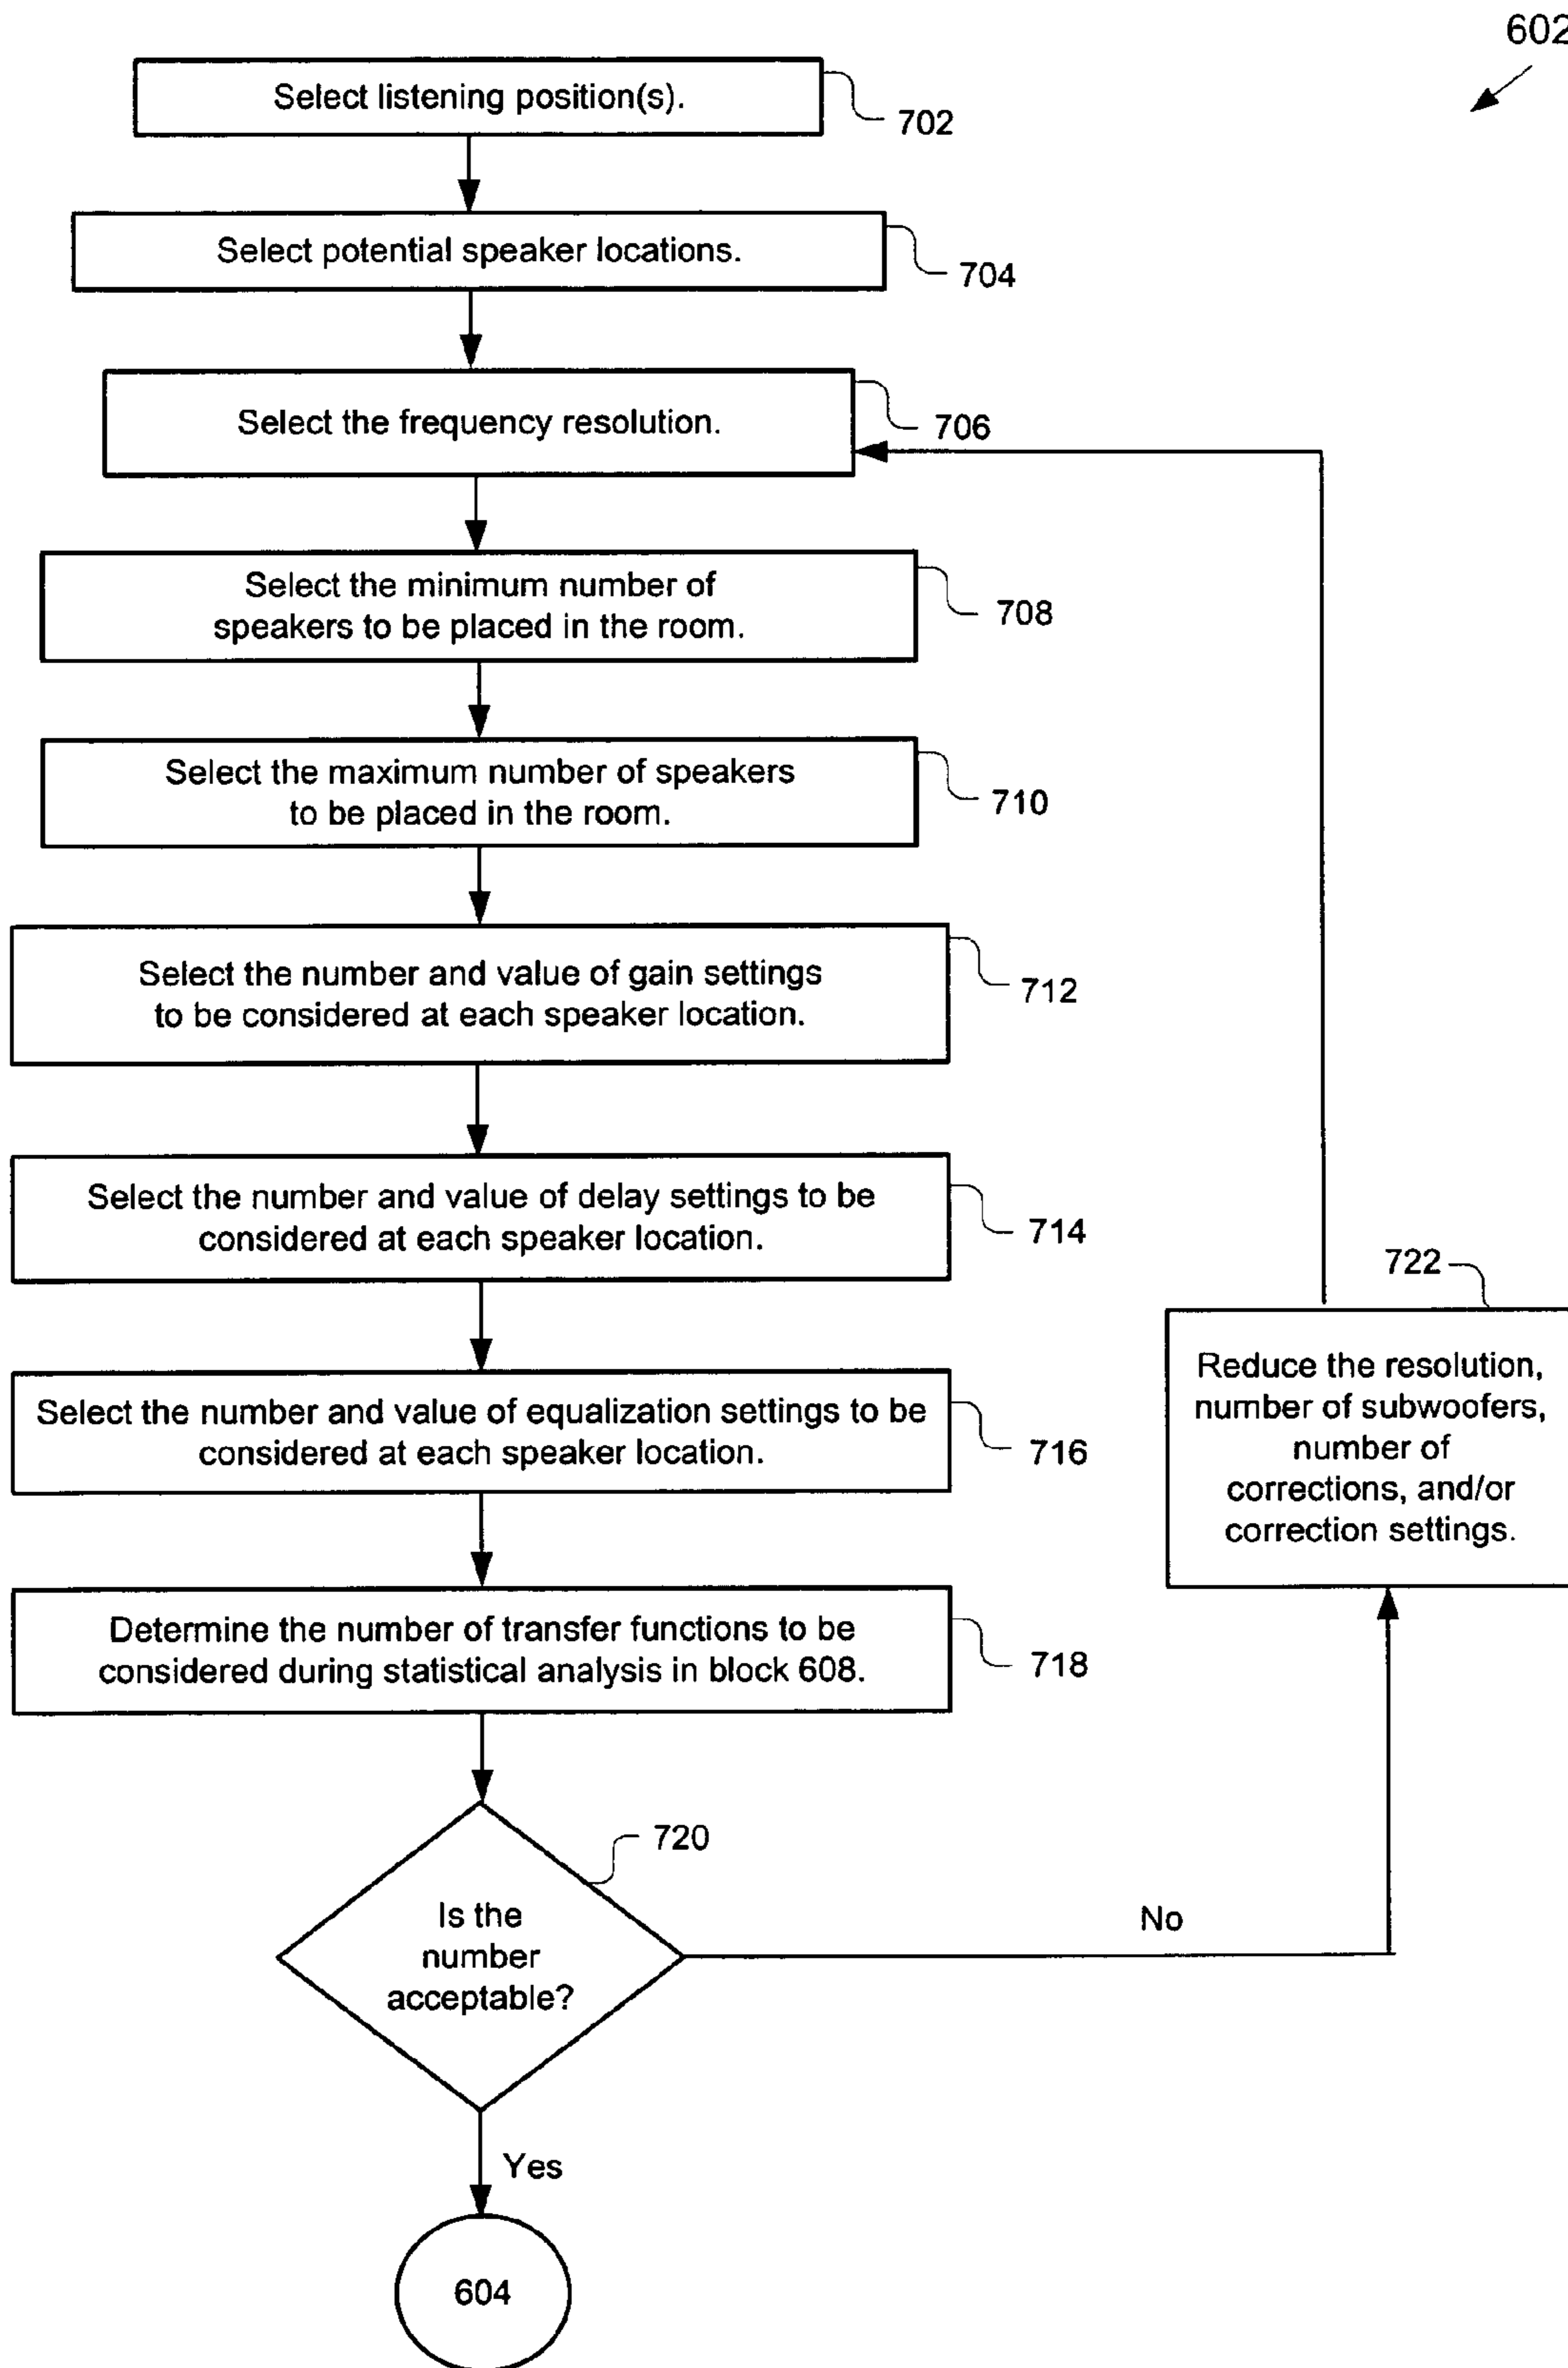 602
Select listening position(s).
702
Select potential speaker locations.
704
Select the frequency resolution.
706
Select the minimum number of
speakers to be placed in the room.
708
Select the maximum number of speakers
to be placed in the room.
710
Select the number and value of gain settings
to be considered at each speaker location.
712
Select the number and value of delay settings to be
considered at each speaker location.
714
722
Reduce the resolution,
number of subwoofers,
number of
corrections, and/or
correction settings.
Select the number and value of equalization settings to be
considered at each speaker location.
716
Determine the number of transfer functions to be
considered during statistical analysis in block 608.
718
720
Is the
number
acceptable?
No
Yes
604